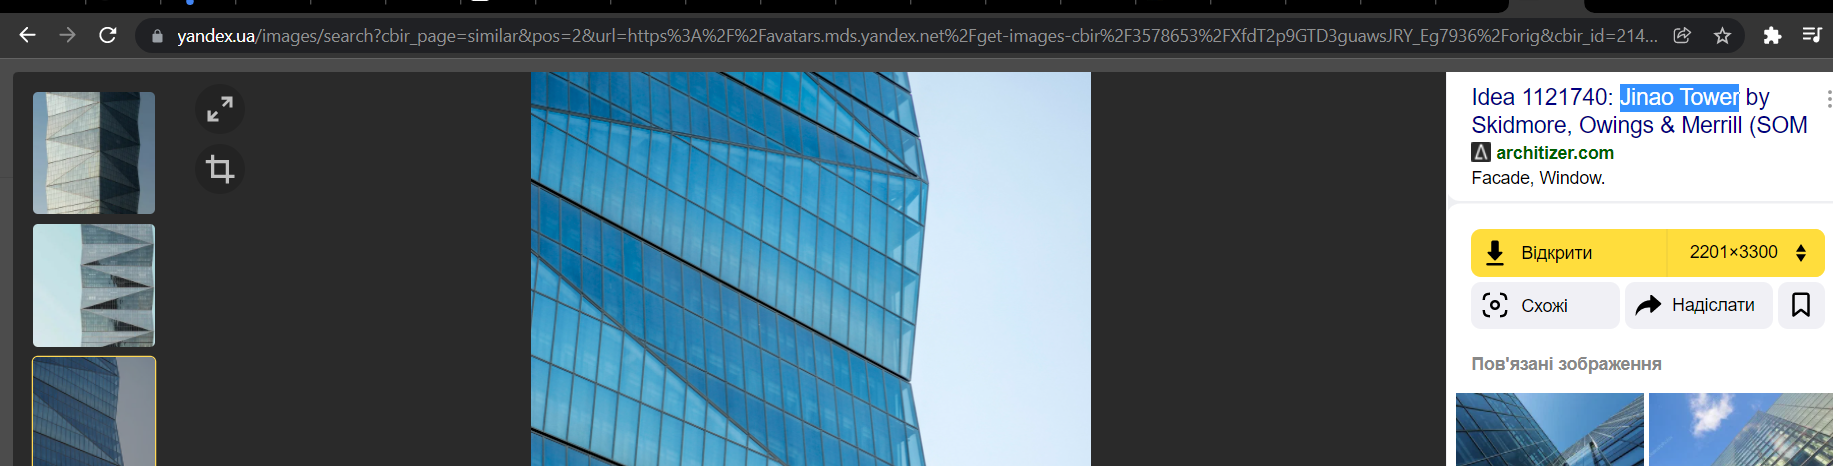 yandex.ua/images/search?cbir_page=similar&pos=2&url=https%3A%2F%2Favatars.mds.yandex.net%2Fget-images-cbir%2F3578653%2FXfdT2p9GTD3guawsJRY_Eg7936%2Forig&cbir_id=214...
Idea 1121740: Jinao Tower by
Skidmore, Owings & Merrill (SOM
architizer.com
Facade, Window.
Відкрити
2201×3300
Схожі
Надіслати
Пов'язані зображення